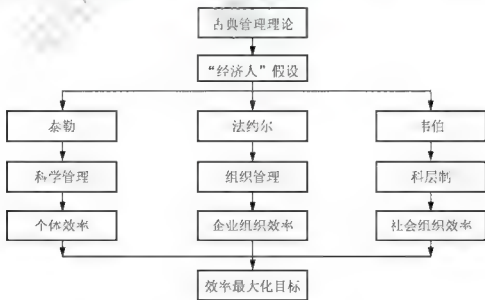 古典管理理论
“经济人”假设
泰勒
法约尔
韦伯
科学管理
组织管理
科层制
个体效率
企业组织效率
社会组织效率
效率最大化目标